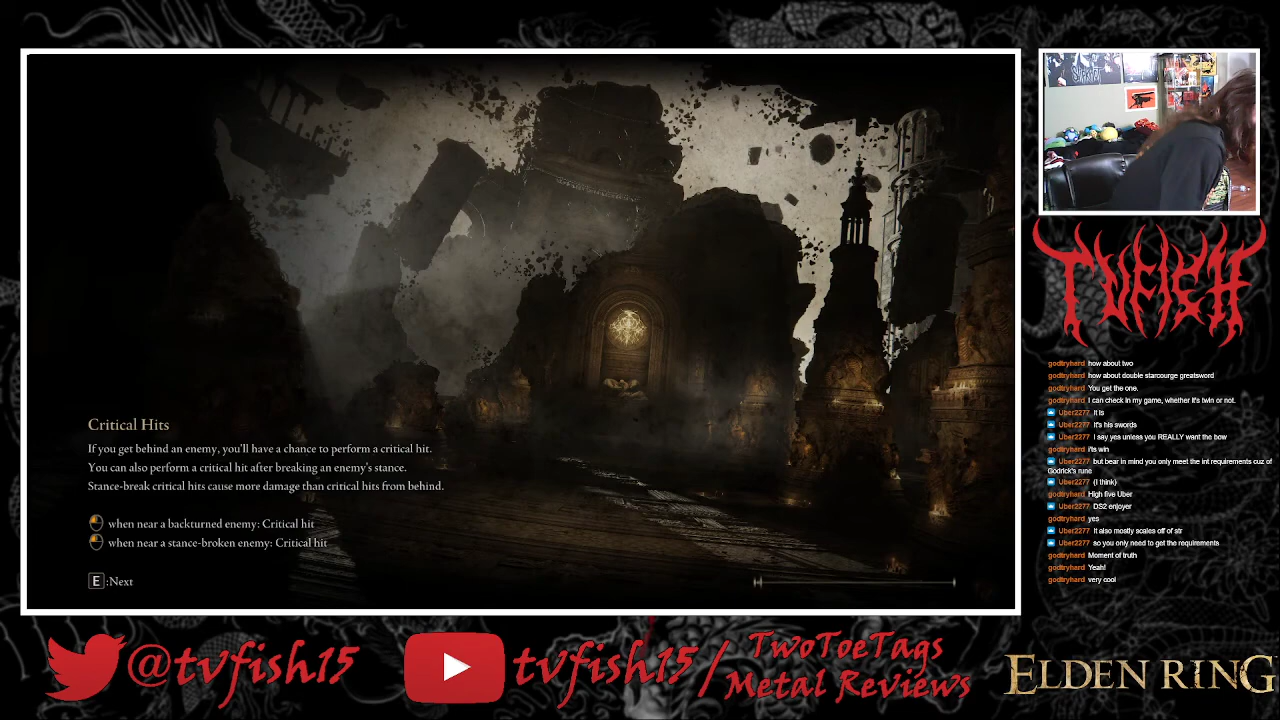 SLIPKNOT
TVFISH
Critical Hits
If you get behind an enemy, you'll have a chance to perform a critical hit.
You can also perform a critical hit after breaking an enemy's stance.
Stance-break critical hits cause more damage than critical hits from behind.
when near a backturned enemy: Critical hit
when near a stance-broken enemy: Critical hit
E:Next
godtryhard how about two
godtryhard how about double starcourge greatsword
godtryhard You get the one.
godtryhard I can check in my game, whether it's twin or not.
Uber2277 It is
Uber2277 It's his swords
Uber2277 I say yes unless you REALLY want the bow
godtryhard i'ts win
Uber2277 but bear in mind you only meet the int requirements cuz of
Godrick's rune
Uber2277 (I think)
godtryhard High five Uber
Uber2277 DS2 enjoyer
godtryhard yes
Uber2277 It also mostly scales off of str
Uber2277 so you only need to get the requirements
godtryhard Moment of truth
godtryhard Yeah!
godtryhard very cool
@tvfish15
tvfish15 / TwoToeTags
Metal Reviews
ELDEN RING